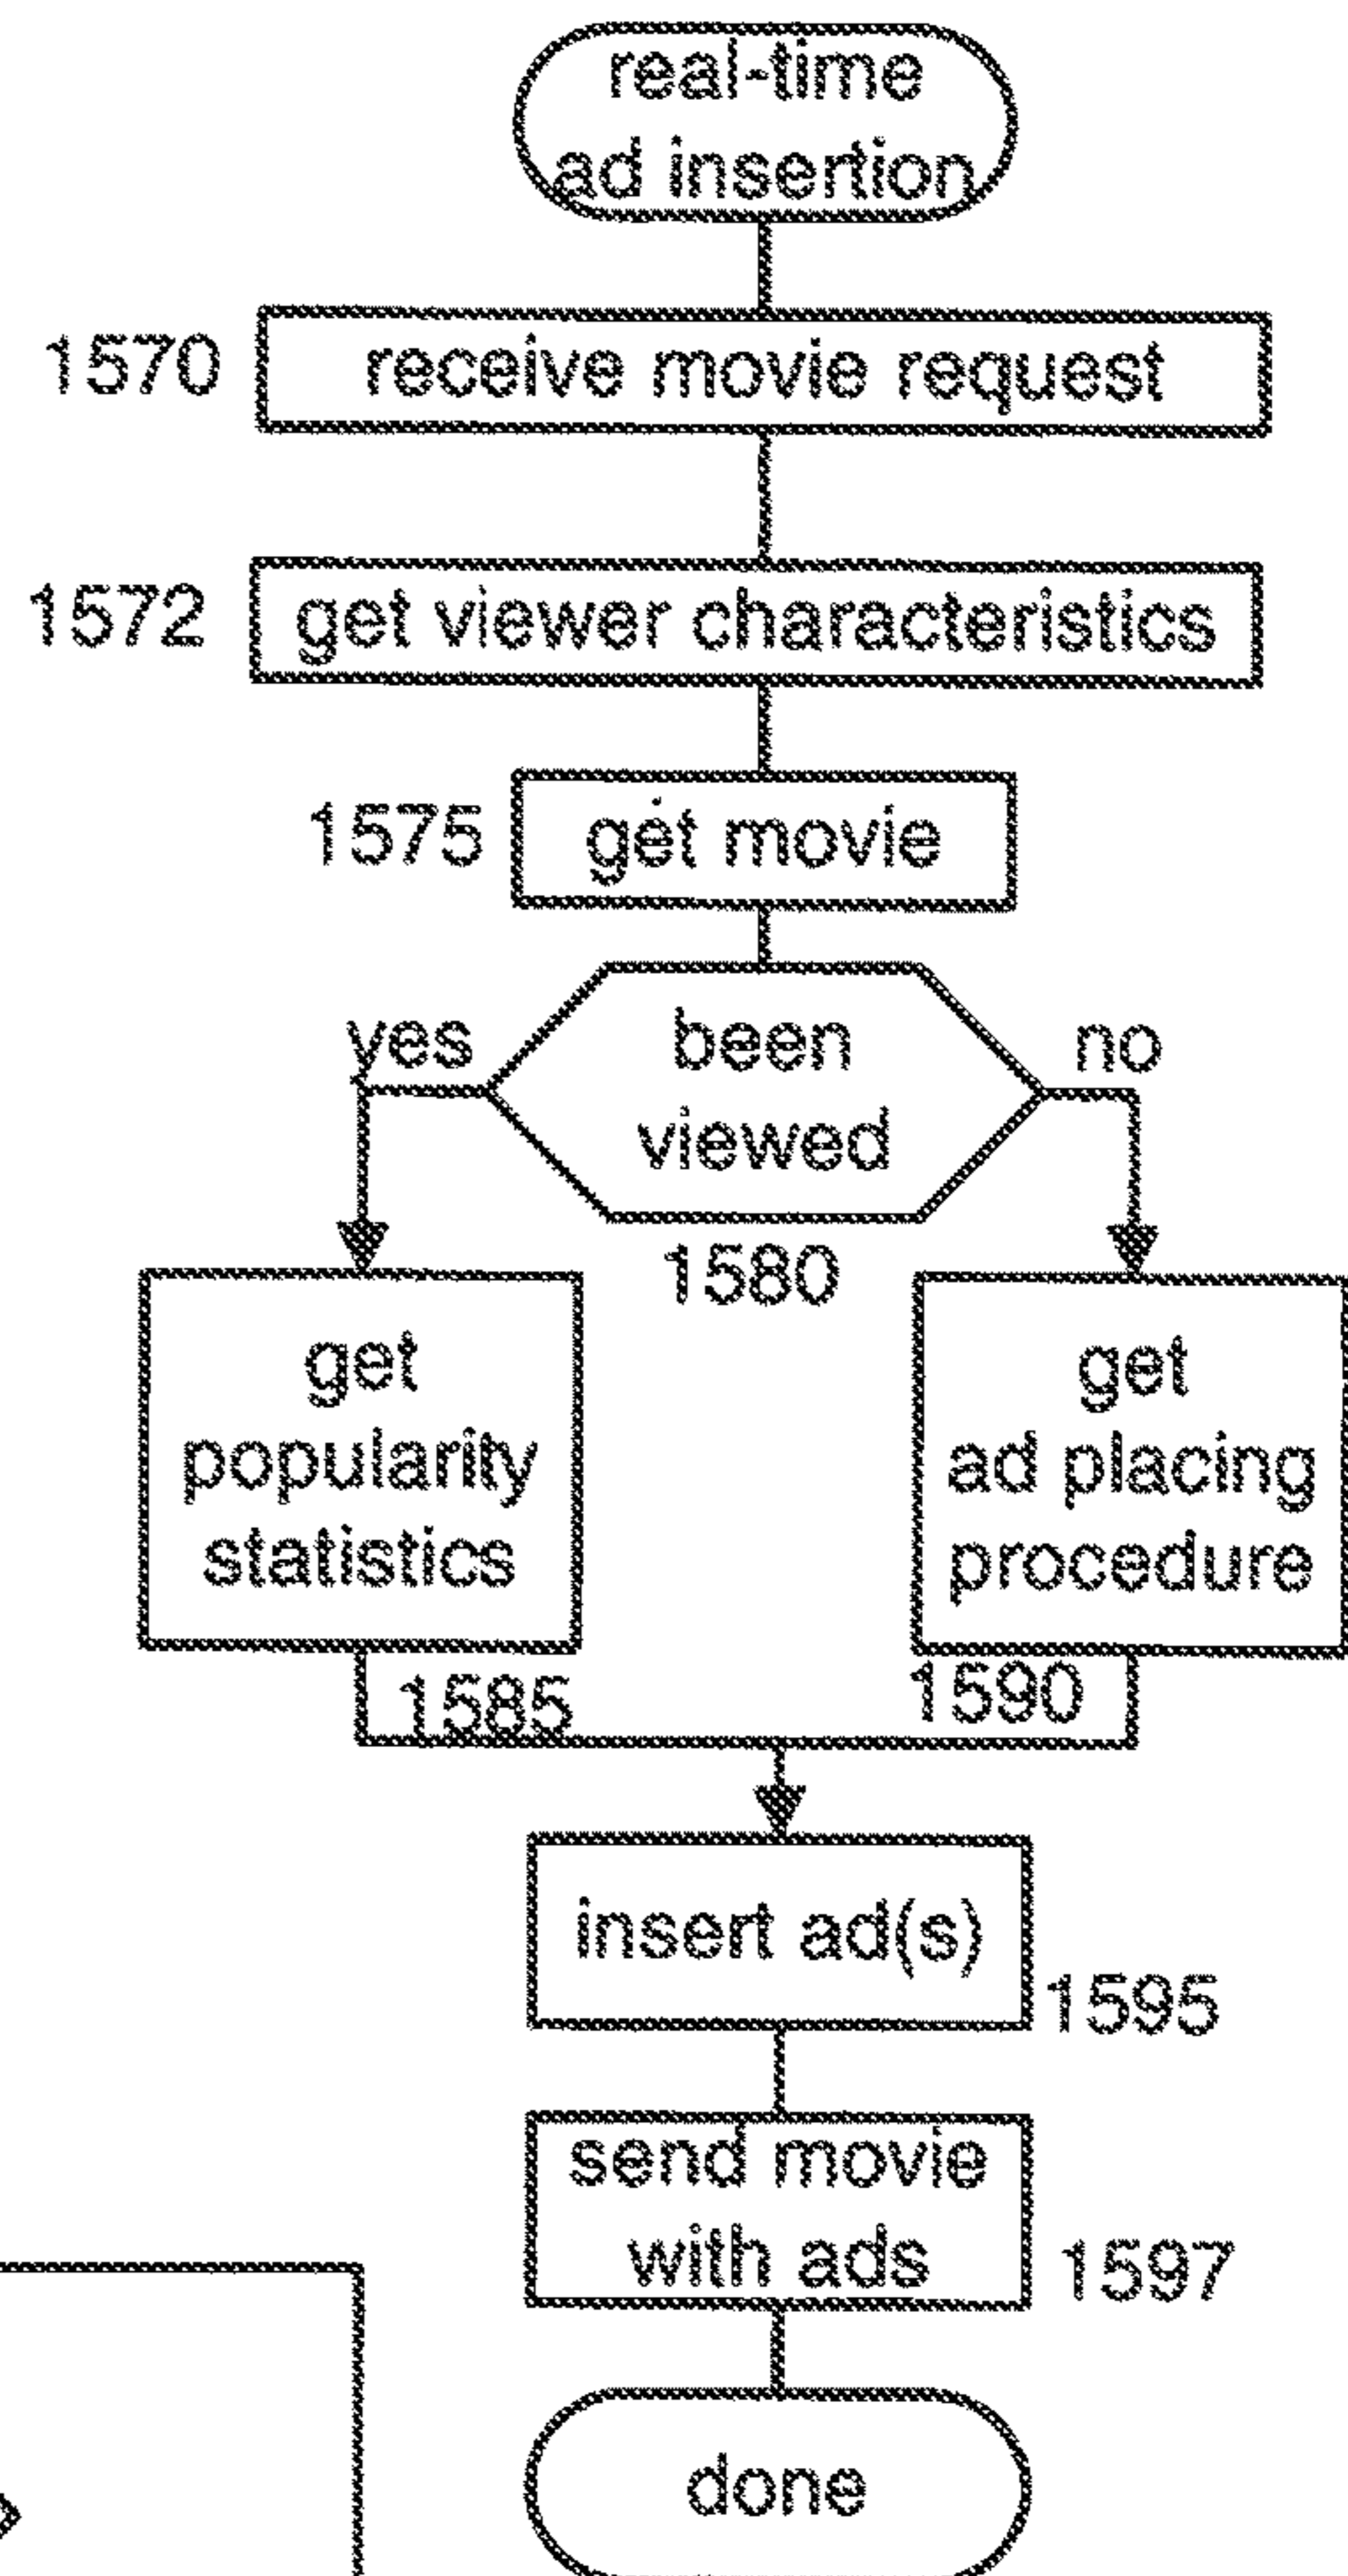 real-time
ad insertion
1570
receive movie request
1572
get viewer characteristics
1575
get movie
yes
been
viewed
no
1580
get
popularity
statistics
1585
get
ad placing
procedure
1590
insert ad(s)
1595
send movie
with ads
1597
done